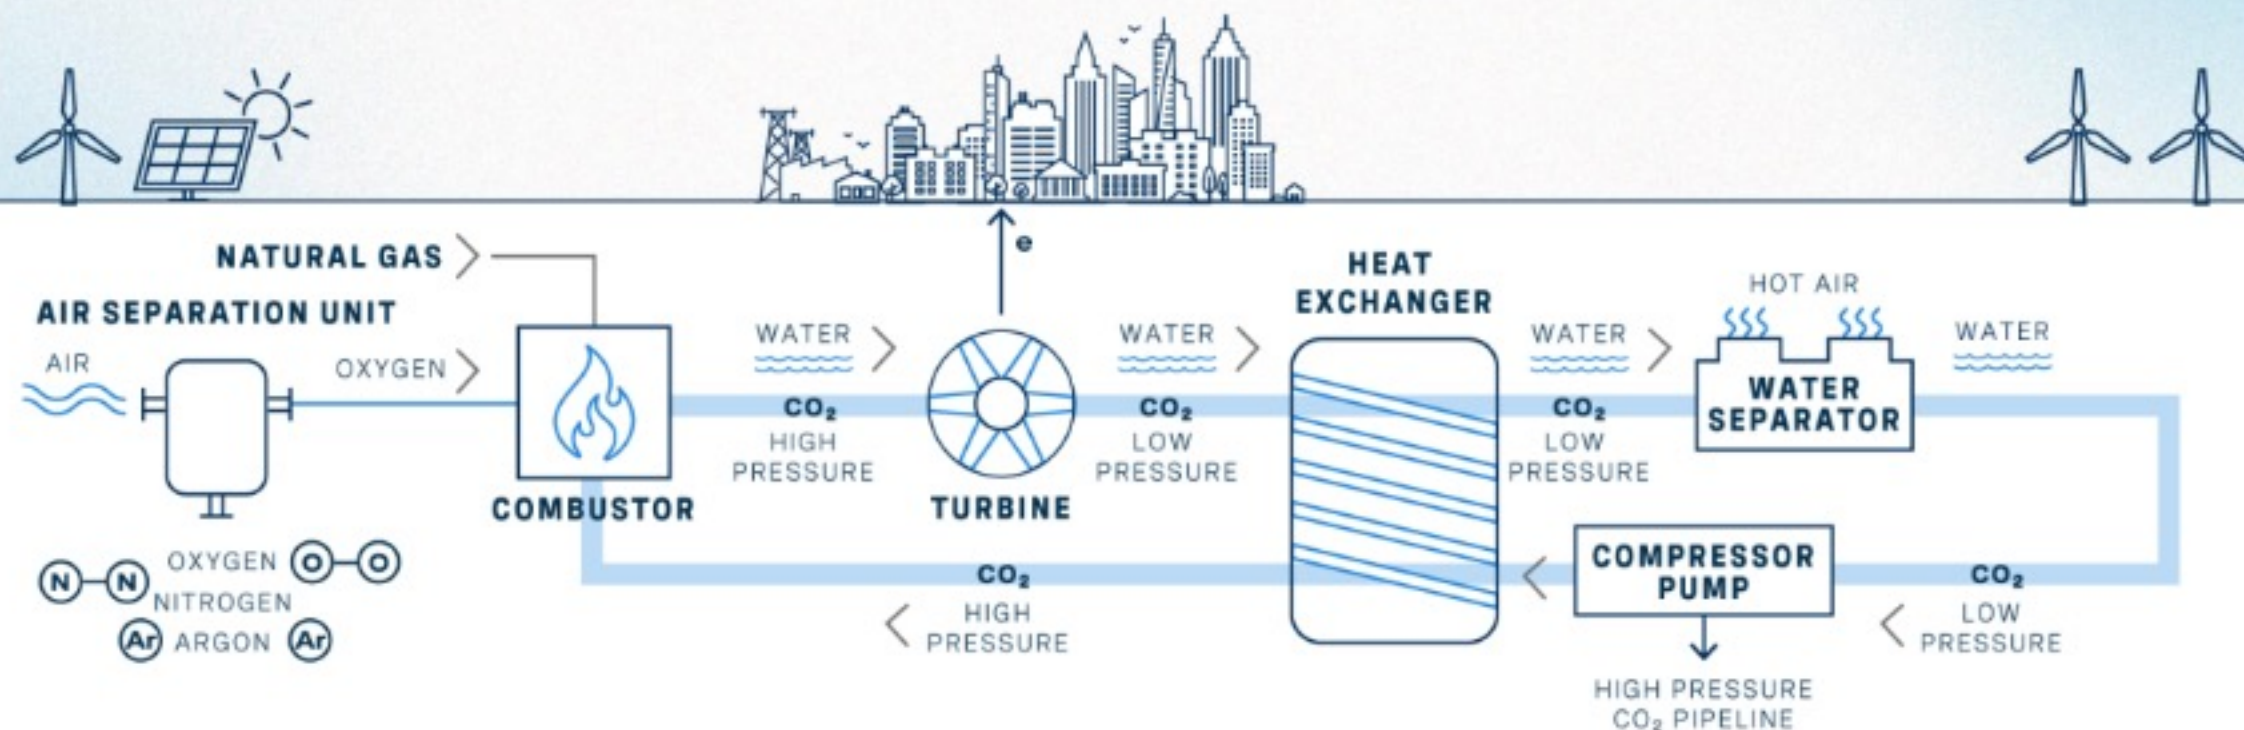 e
NATURAL GAS
AIR SEPARATION UNIT
AIR
OXYGEN
COMBUSTOR
WATER
CO₂
HIGH
PRESSURE
TURBINE
WATER
CO₂
LOW
PRESSURE
HEAT
EXCHANGER
WATER
CO₂
LOW
PRESSURE
HOT AIR
WATER
SEPARATOR
WATER
N N
OXYGEN O O
NITROGEN
Ar ARGON Ar
CO₂
HIGH
PRESSURE
COMPRESSOR
PUMP
CO₂
LOW
PRESSURE
HIGH PRESSURE
CO₂ PIPELINE